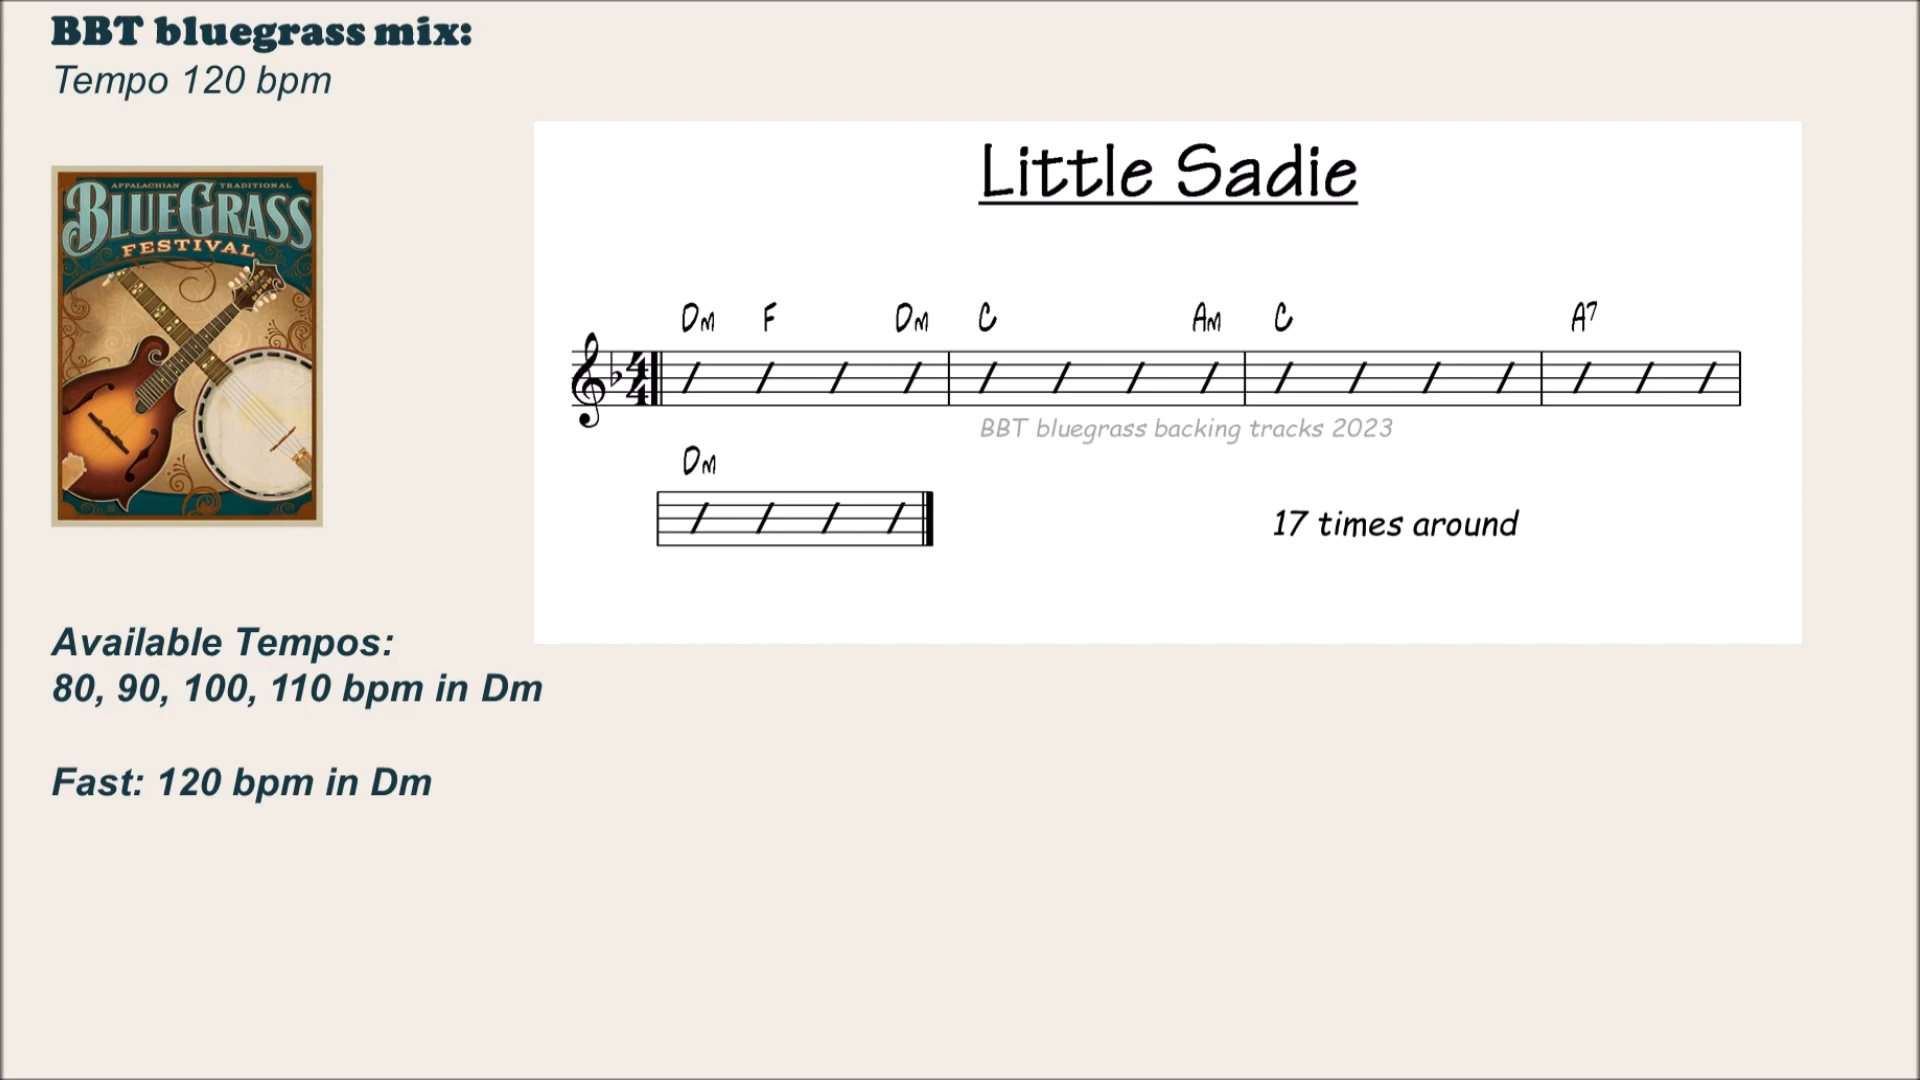 BBT bluegrass mix:
Tempo 120 bpm
APPALACHIAN TRADITIONAL
BLUEGRASS
FESTIVAL
Little Sadie
Dm F Dm C Am C A7
4/4
BBT bluegrass backing tracks 2023
Dm
17 times around
Available Tempos:
80, 90, 100, 110 bpm in Dm
Fast: 120 bpm in Dm